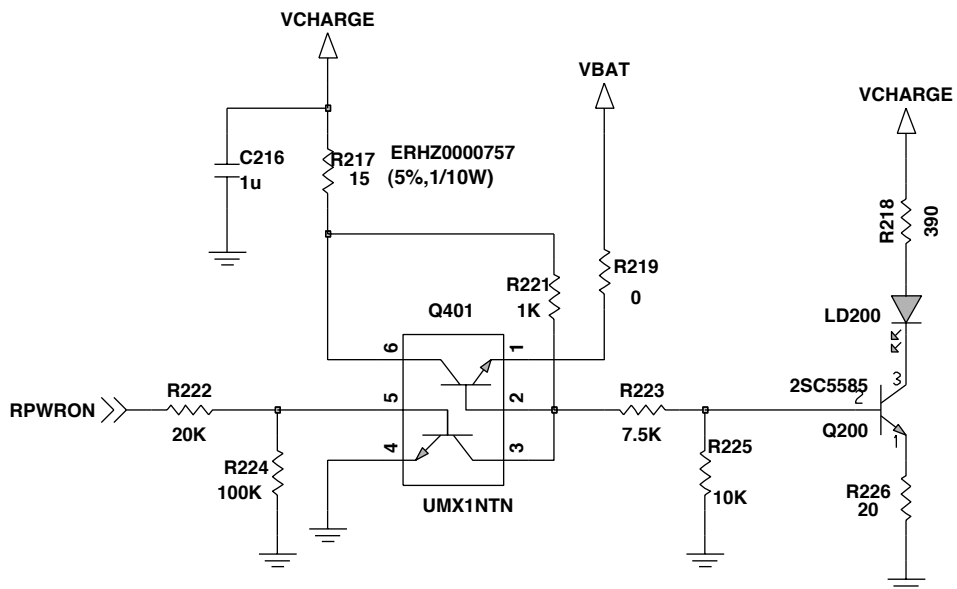 VCHARGE
VBAT
VCHARGE
C216
1u
R217
15
ERHZ0000757
(5%,1/10W)
R218
390
R219
0
R221
1K
Q401
LD200
6
1
5
2
4
3
UMX1NTN
RPWRON
R222
20K
R224
100K
R223
7.5K
R225
10K
2SC5585
3
2
1
Q200
R226
20